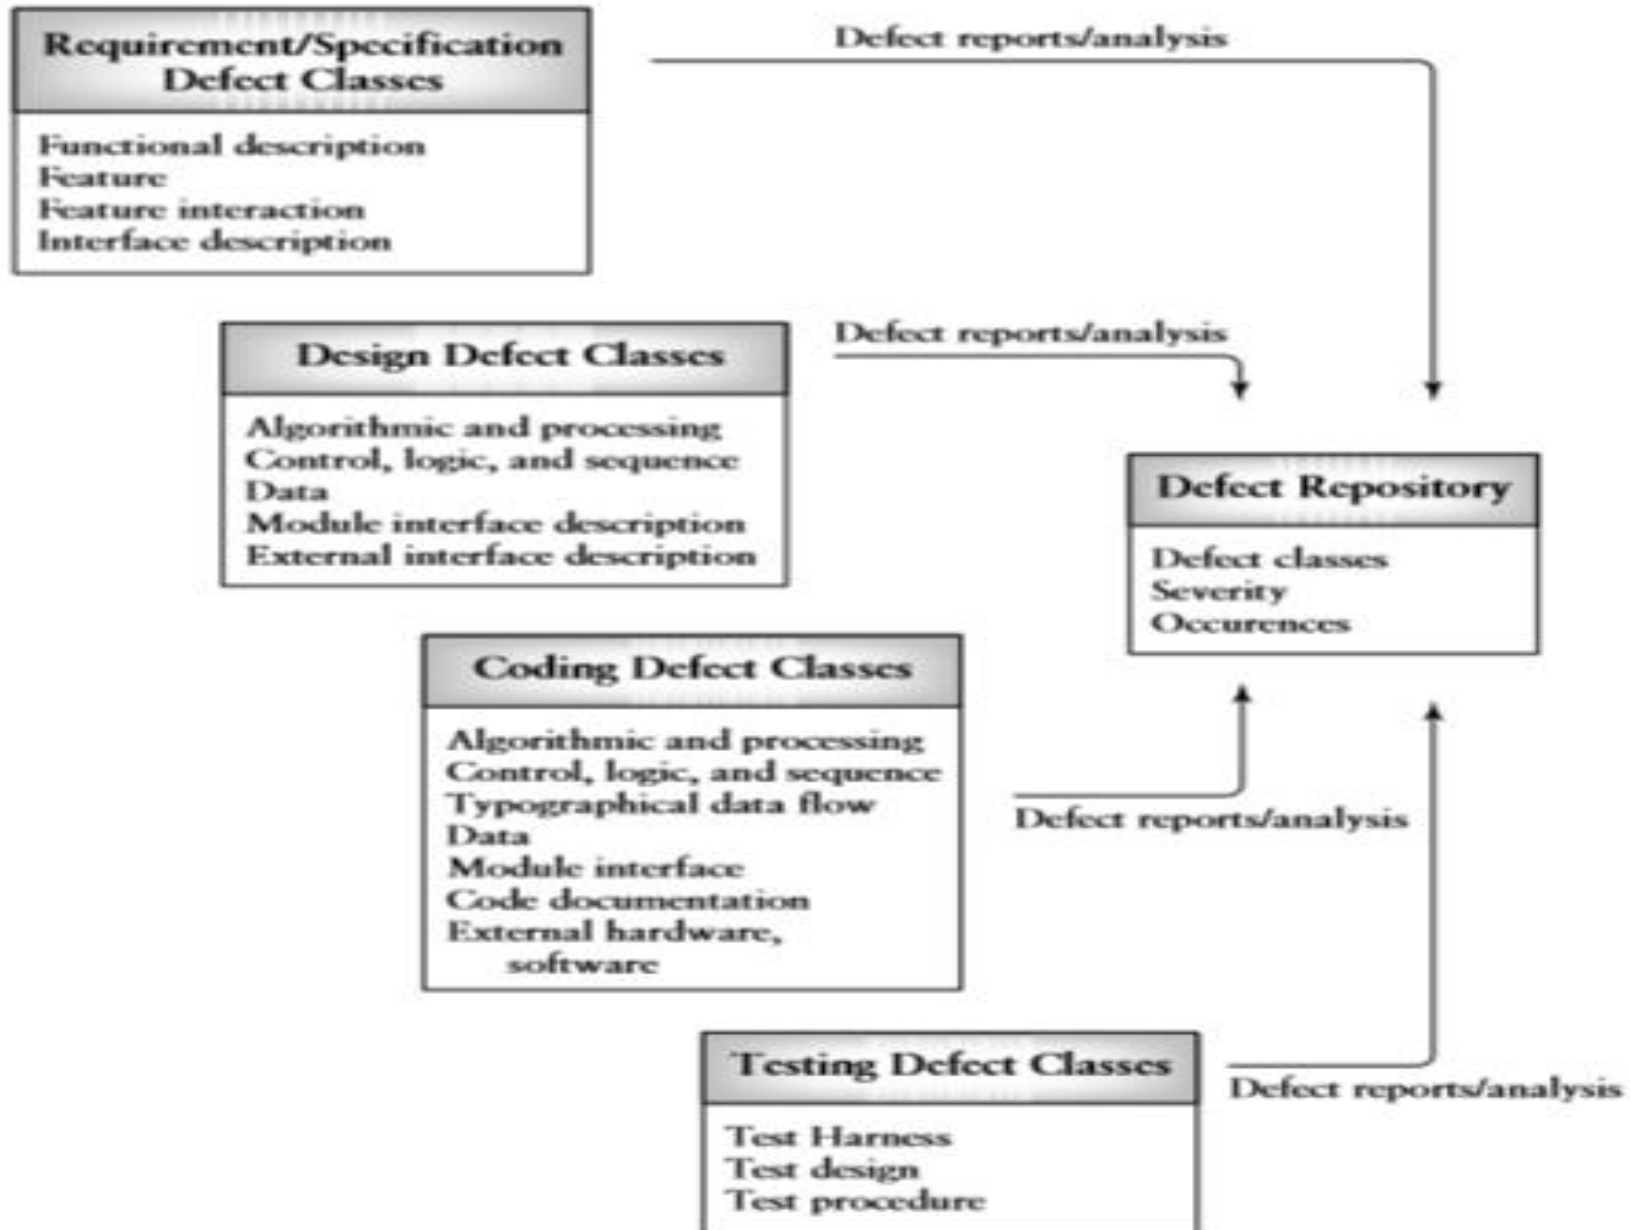 Requirement/Specification
Defect Classes
Functional description
Feature
Feature interaction
Interface description
Defect reports/analysis
Design Defect Classes
Algorithmic and processing
Control, logic, and sequence
Data
Module interface description
External interface description
Defect reports/analysis
Defect Repository
Defect classes
Severity
Occurences
Coding Defect Classes
Algorithmic and processing
Control, logic, and sequence
Typographical data flow
Data
Module interface
Code documentation
External hardware,
software
Defect reports/analysis
Testing Defect Classes
Test Harness
Test design
Test procedure
Defect reports/analysis